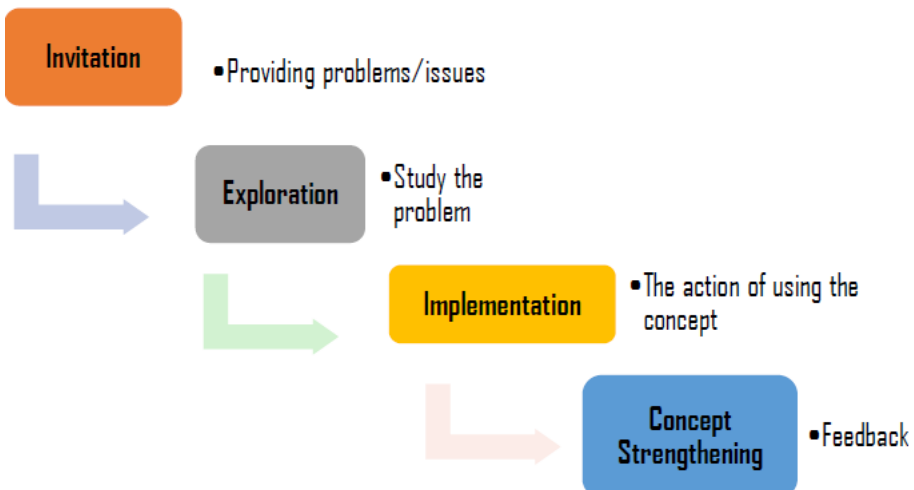 Invitation
•Providing problems/issues
Exploration
•Study the
problem
Implementation
•The action of using the
concept
Concept
Strengthening
•Feedback